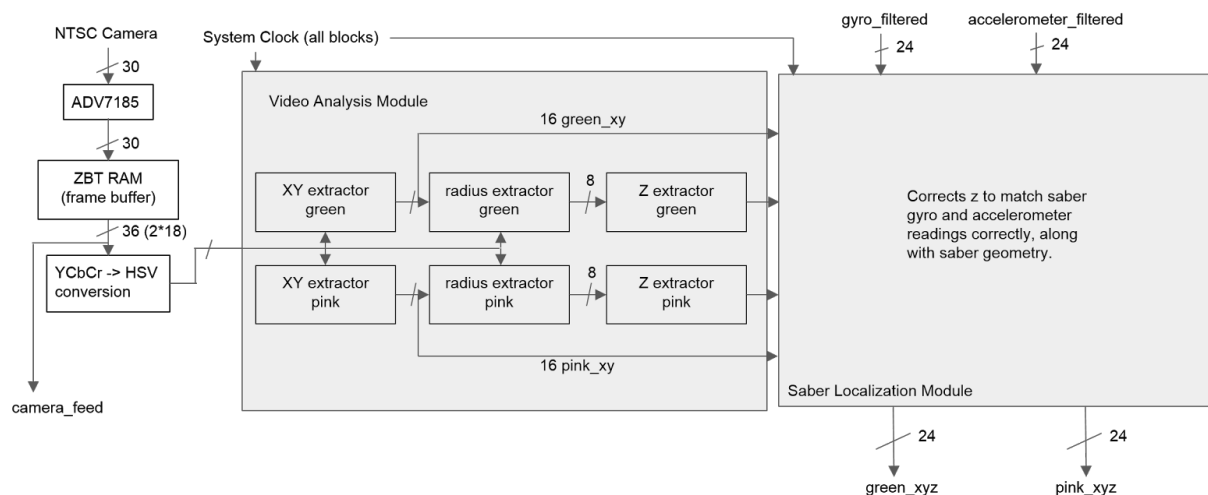 NTSC Camera
30
ADV7185
30
ZBT RAM
(frame buffer)
36 (2*18)
YCbCr -> HSV
conversion
camera_feed
System Clock (all blocks)
Video Analysis Module
16 green_xy
XY extractor
green
radius extractor
green
8
Z extractor
green
XY extractor
pink
radius extractor
pink
8
Z extractor
pink
16 pink_xy
gyro_filtered
24
accelerometer_filtered
24
Corrects z to match saber
gyro and accelerometer
readings correctly, along
with saber geometry.
Saber Localization Module
24
green_xyz
24
pink_xyz